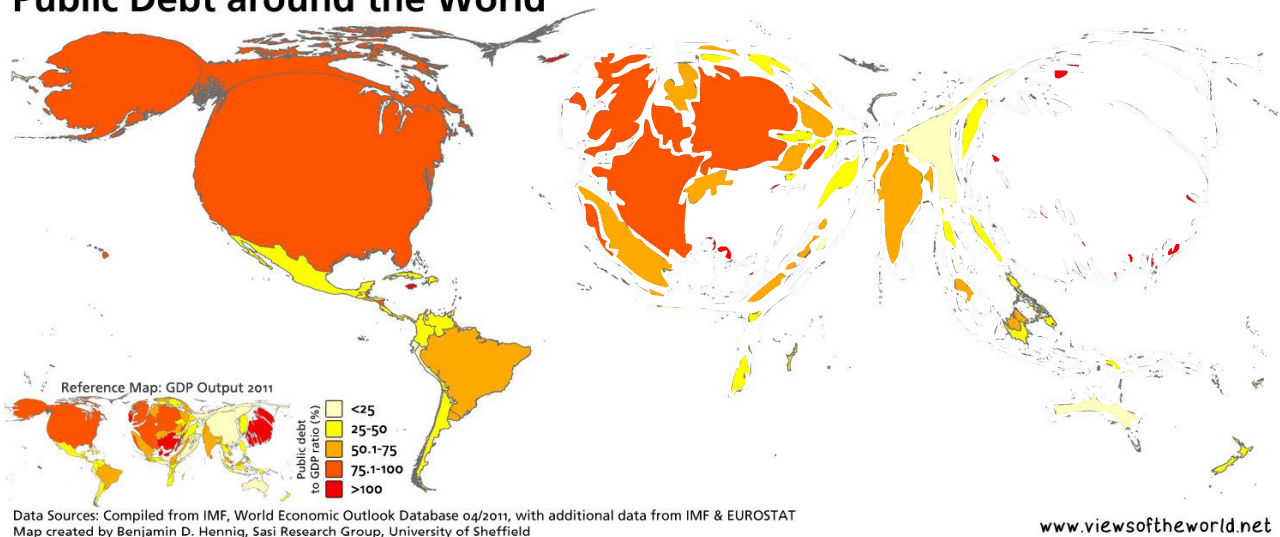 Public Debt around the World
Reference Map: GDP Output 2011
Public debt
to GDP ratio (%)
<25
25-50
50.1-75
75.1-100
>100
Data Sources: Compiled from IMF, World Economic Outlook Database 04/2011, with additional data from IMF & EUROSTAT
Map created by Benjamin D. Hennig, Sasi Research Group, University of Sheffield
www.viewsoftheworld.net